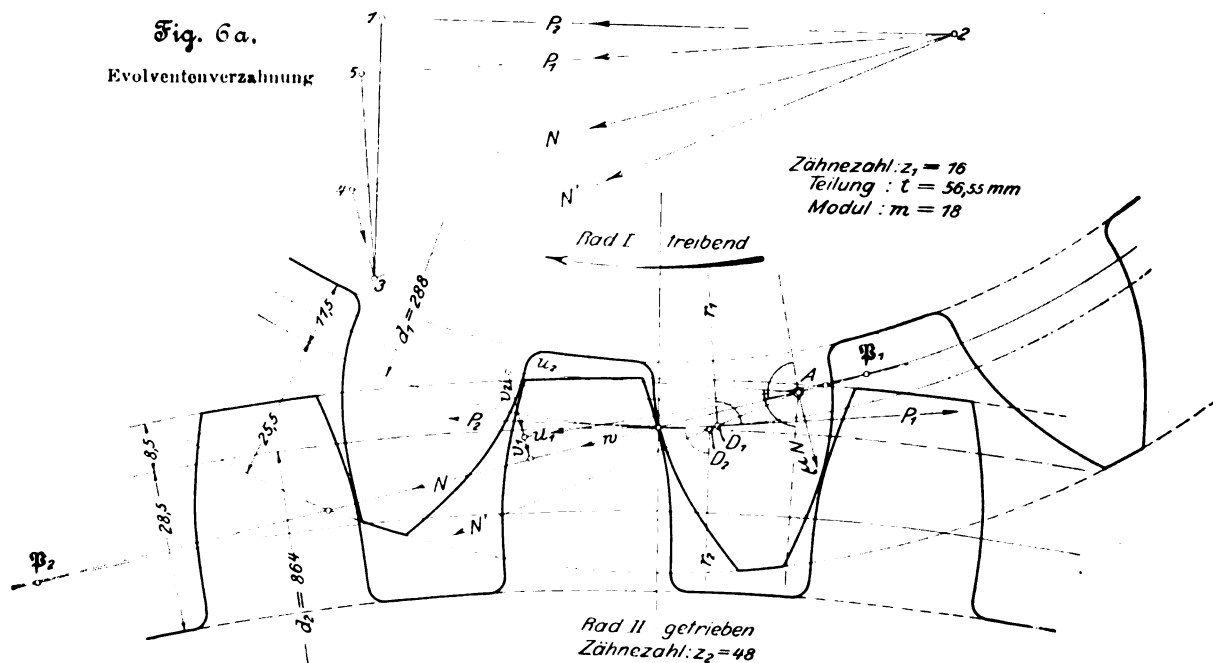 Fig. 6a.
Evolventenverzahnung
1
P₂
2
5
P₁
N
N'
4
3
Zähnezahl: z₁ = 16
Teilung : t = 56,55 mm
Modul : m = 18
Rad I treibend
11,5
d₁ = 288
r₁
𝔓₁
A
u₂
v₂
P₂
u₁
v₁
w
D₁
D₂
P₁
μN
8,5
25,5
28,5
N
N'
𝔓₂
d₂ = 864
r₂
Rad II getrieben
Zähnezahl: z₂ = 48